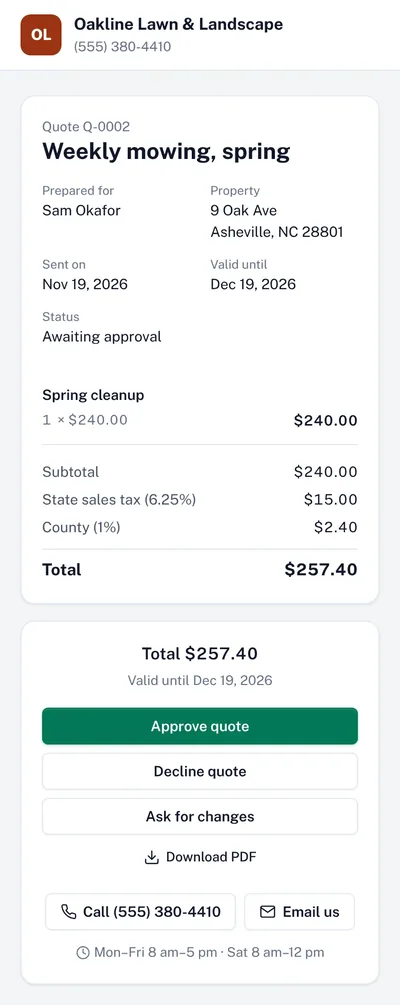 OL
Oakline Lawn & Landscape
(555) 380-4410
Quote Q-0002
Weekly mowing, spring
Prepared for
Sam Okafor
Property
9 Oak Ave
Asheville, NC 28801
Sent on
Nov 19, 2026
Valid until
Dec 19, 2026
Status
Awaiting approval
Spring cleanup
1 × $240.00 $240.00
Subtotal $240.00
State sales tax (6.25%) $15.00
County (1%) $2.40
Total $257.40
Total $257.40
Valid until Dec 19, 2026
Approve quote
Decline quote
Ask for changes
Download PDF
Call (555) 380-4410
Email us
Mon–Fri 8 am–5 pm · Sat 8 am–12 pm